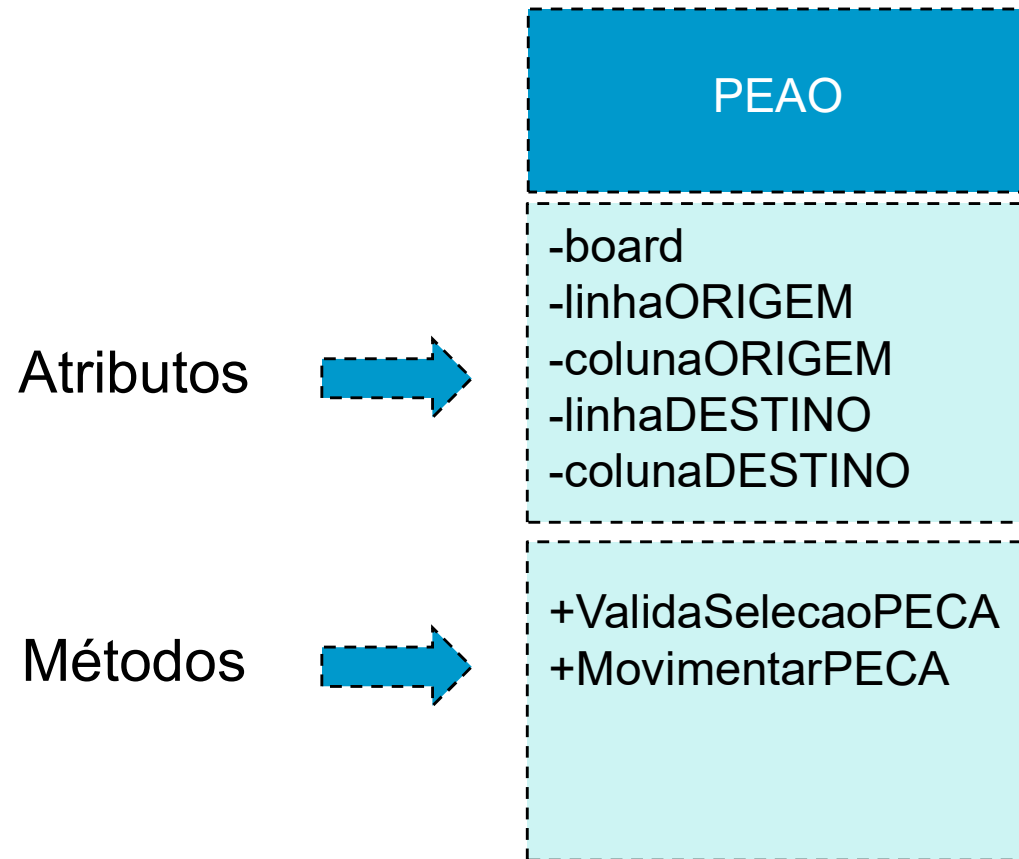 PEAO
Atributos
-board
-linhaORIGEM
-colunaORIGEM
-linhaDESTINO
-colunaDESTINO
Métodos
+ValidaSelecaoPECA
+MovimentarPECA